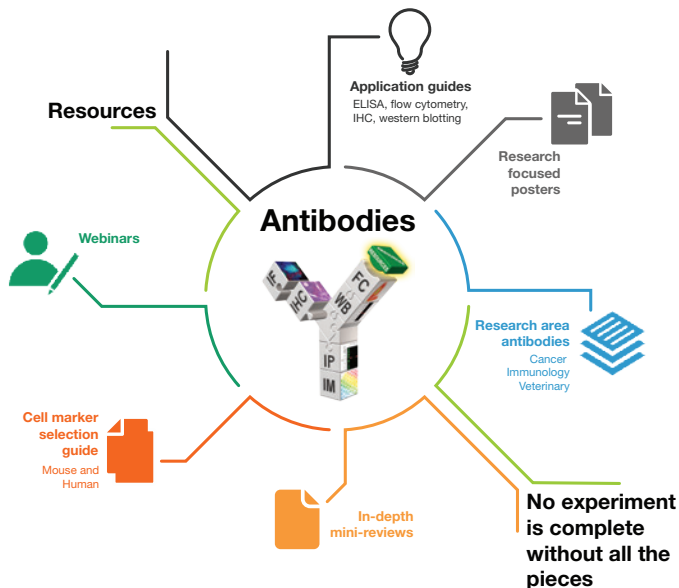 Application guides
ELISA, flow cytometry,
IHC, western blotting
Resources
Research
focused
posters
Antibodies
Webinars
IF
IHC
FC
WB
IP
IM
Research area
antibodies
Cancer
Immunology
Veterinary
Cell marker
selection
guide
Mouse and
Human
In-depth
mini-reviews
No experiment
is complete
without all the
pieces